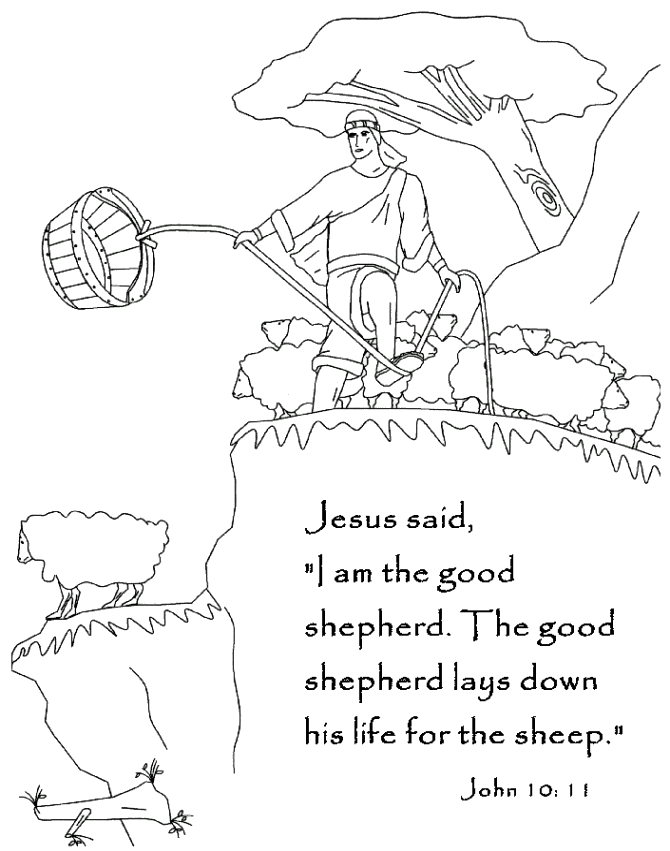 Jesus said,
"I am the good
shepherd. The good
shepherd lays down
his life for the sheep."
John 10: 11